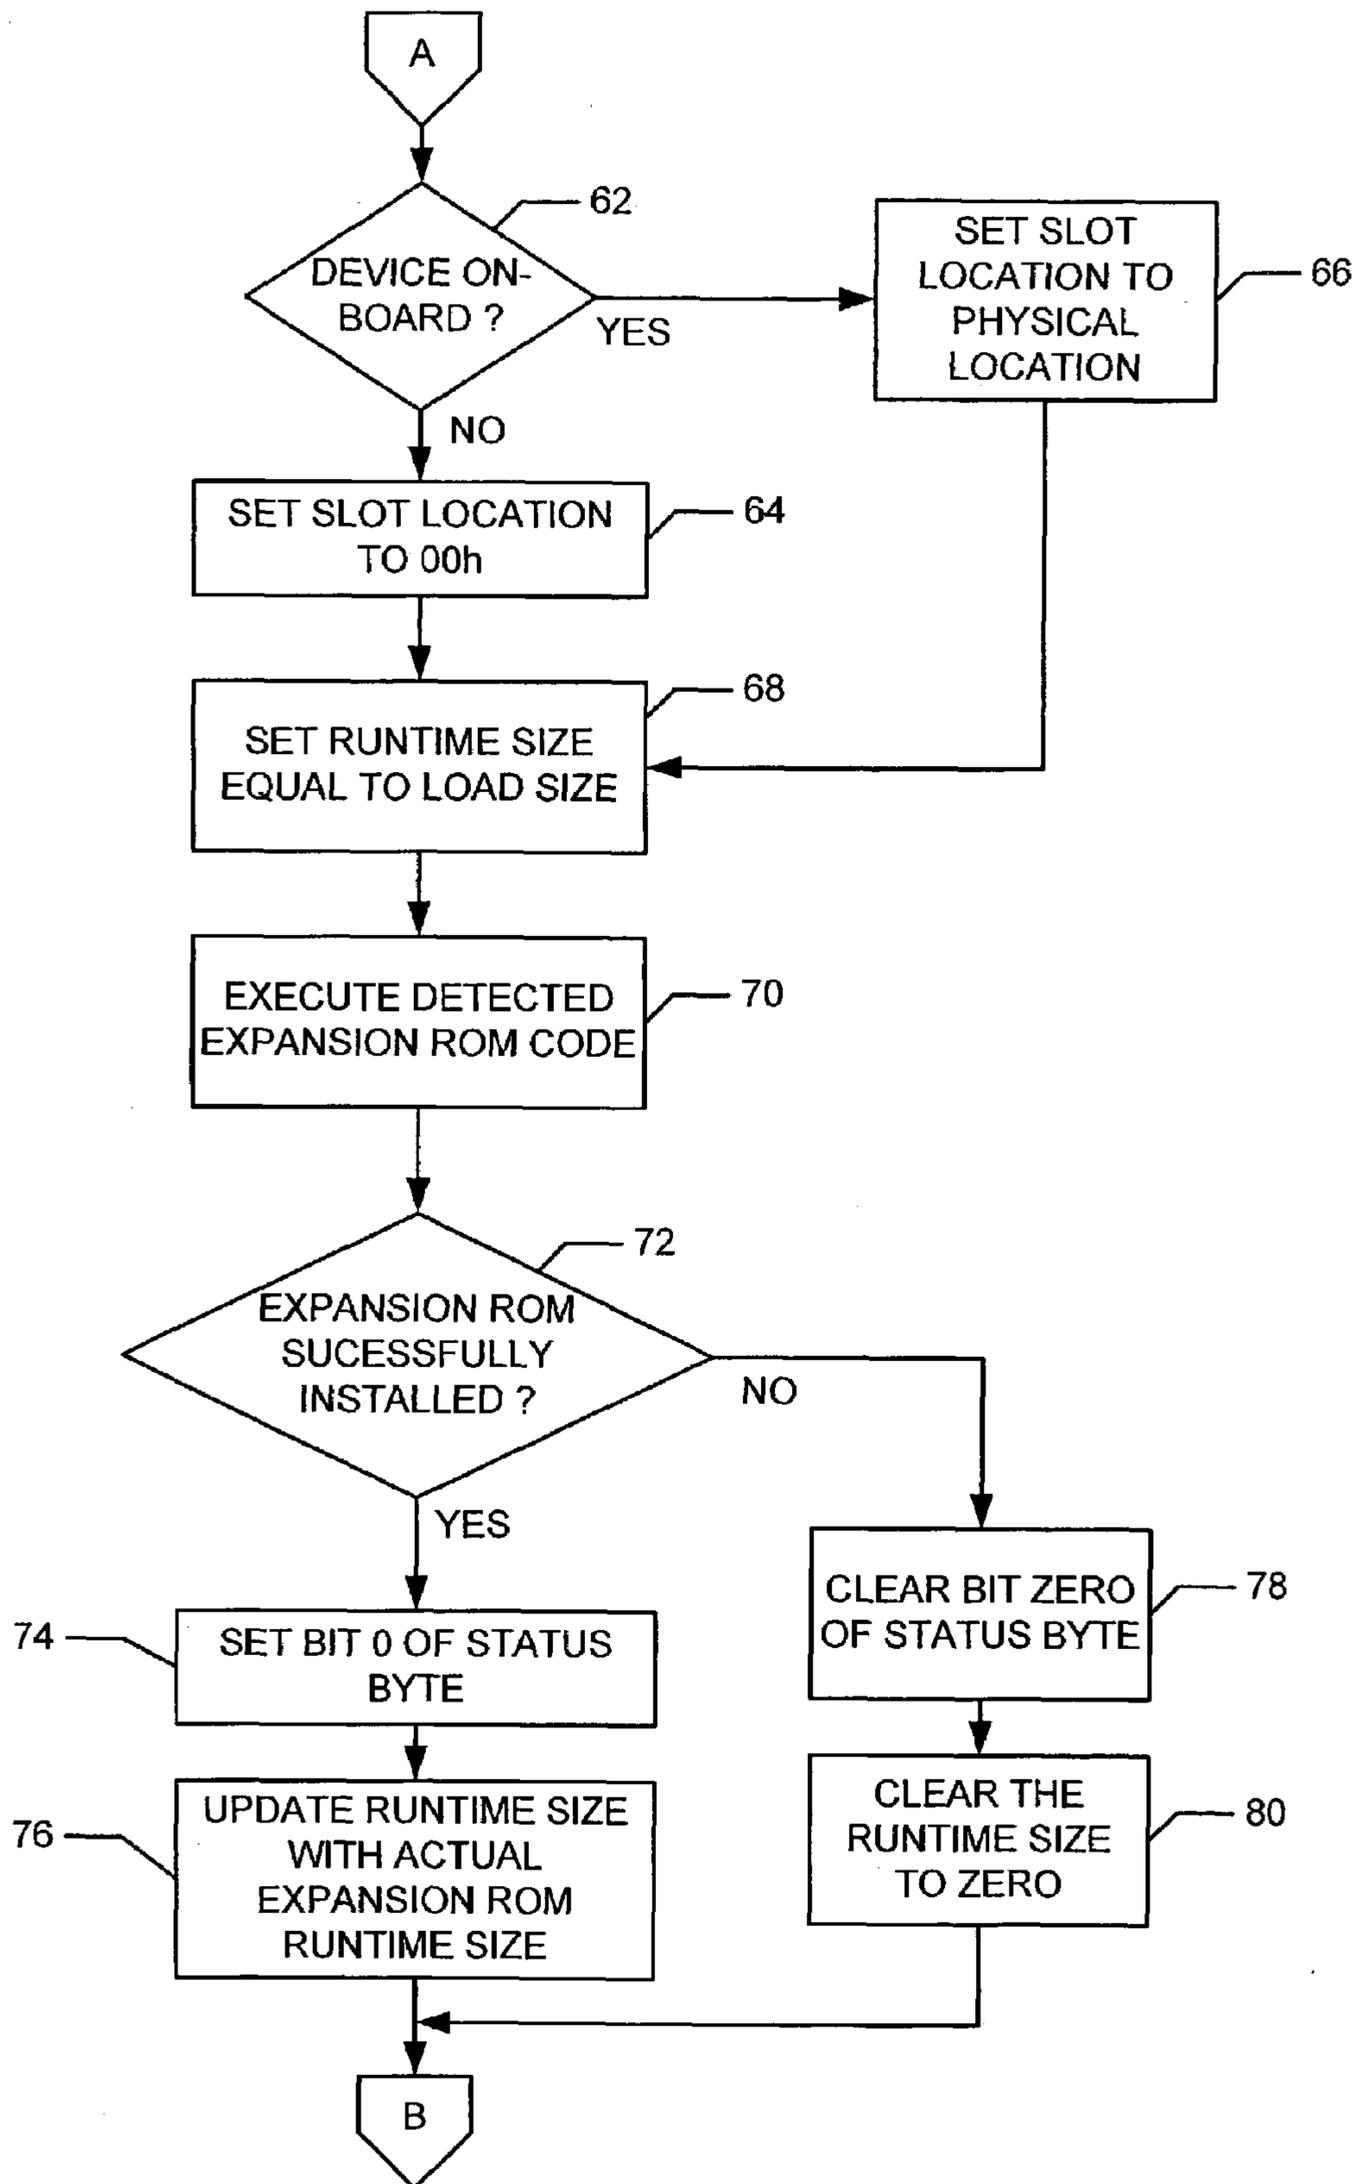 A
62
DEVICE ON-
BOARD ?
YES
NO
SET SLOT
LOCATION TO
PHYSICAL
LOCATION
66
SET SLOT LOCATION
TO 00h
64
68
SET RUNTIME SIZE
EQUAL TO LOAD SIZE
EXECUTE DETECTED
EXPANSION ROM CODE
70
72
EXPANSION ROM
SUCESSFULLY
INSTALLED ?
NO
YES
74
SET BIT 0 OF STATUS
BYTE
CLEAR BIT ZERO
OF STATUS BYTE
78
76
UPDATE RUNTIME SIZE
WITH ACTUAL
EXPANSION ROM
RUNTIME SIZE
CLEAR THE
RUNTIME SIZE
TO ZERO
80
B